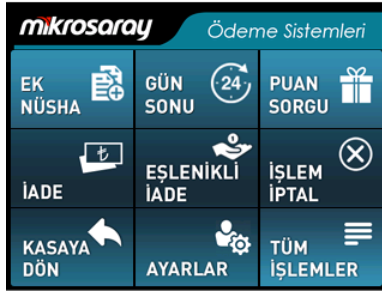 mikrosaray Ödeme Sistemleri
EK
NÜSHA
GÜN
SONU
24
PUAN
SORGU
İADE
₺
EŞLENİKLİ
İADE
İŞLEM
İPTAL
KASAYA
DÖN
AYARLAR
TÜM
İŞLEMLER